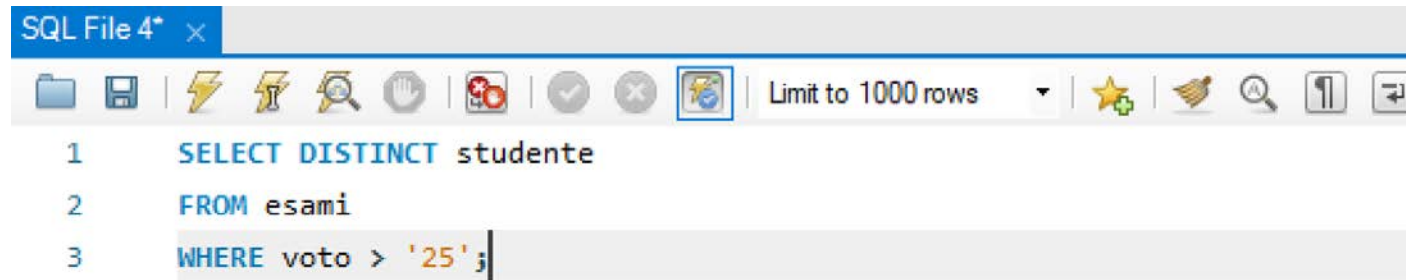 SQL File 4*
Limit to 1000 rows
1 SELECT DISTINCT studente
2 FROM esami
3 WHERE voto > '25';